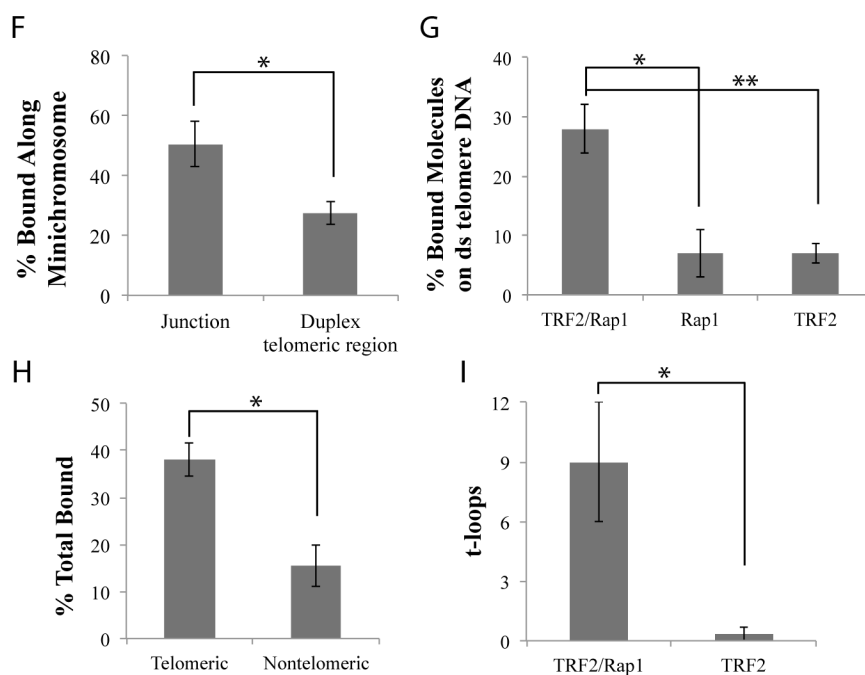 F
% Bound Along
Minichromosome
80
60
40
20
0
*
Junction
Duplex
telomeric region
G
% Bound Molecules
on ds telomere DNA
40
30
20
10
0
*
**
TRF2/Rap1
Rap1
TRF2
H
% Total Bound
50
40
30
20
10
0
*
Telomeric
Nontelomeric
I
t-loops
12
9
6
3
0
*
TRF2/Rap1
TRF2